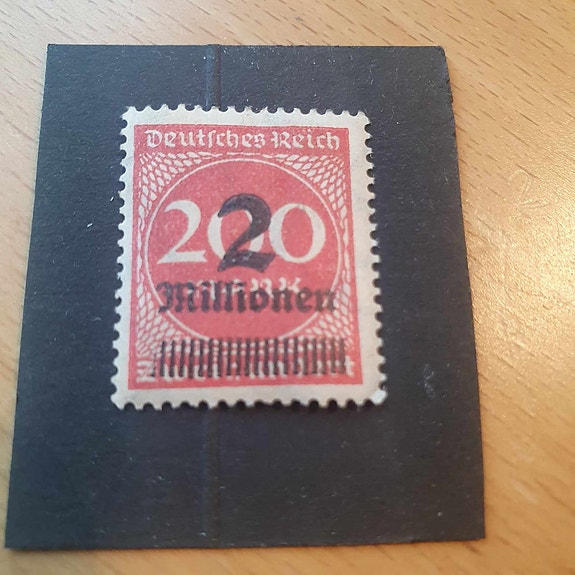 Deutsches Reich
200
2
Millionen